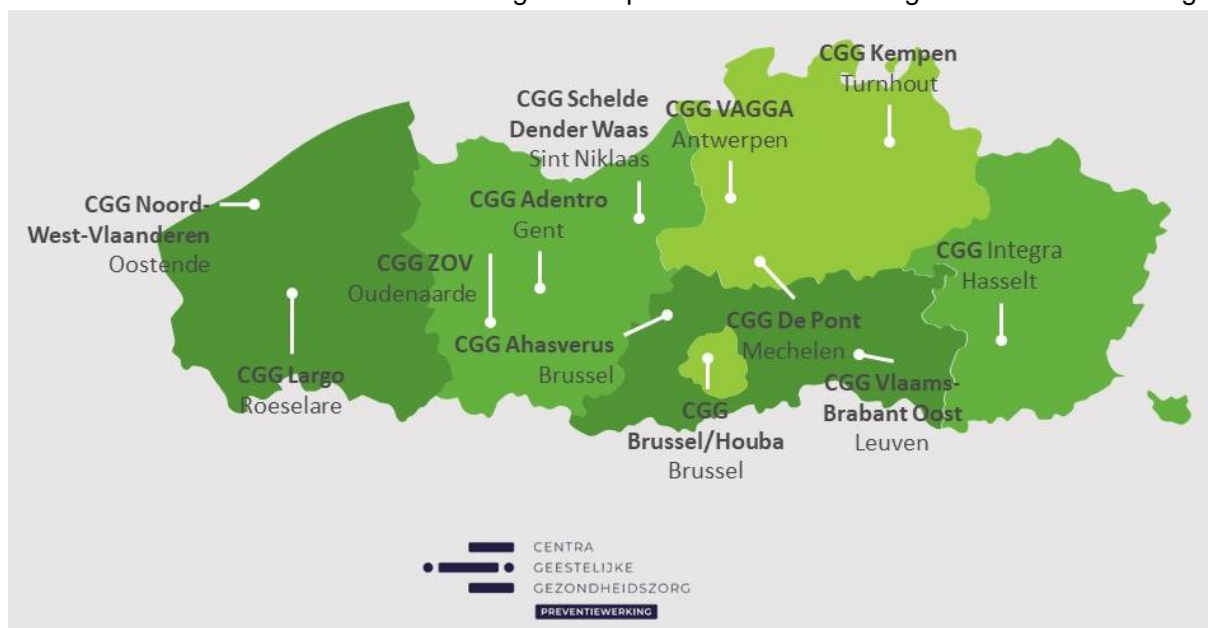 CGG Kempen
Turnhout
CGG Schelde
Dender Waas
Sint Niklaas
CGG VAGGA
Antwerpen
CGG Noord-
West-Vlaanderen
Oostende
CGG Adentro
Gent
CGG ZOV
Oudenaarde
CGG Integra
Hasselt
CGG Ahasverus
Brussel
CGG De Pont
Mechelen
CGG Largo
Roeselare
CGG Vlaams-
Brabant Oost
Leuven
CGG
Brussel/Houba
Brussel
CENTRA
GEESTELIJKE
GEZONDHEIDSZORG
PREVENTIEWERKING